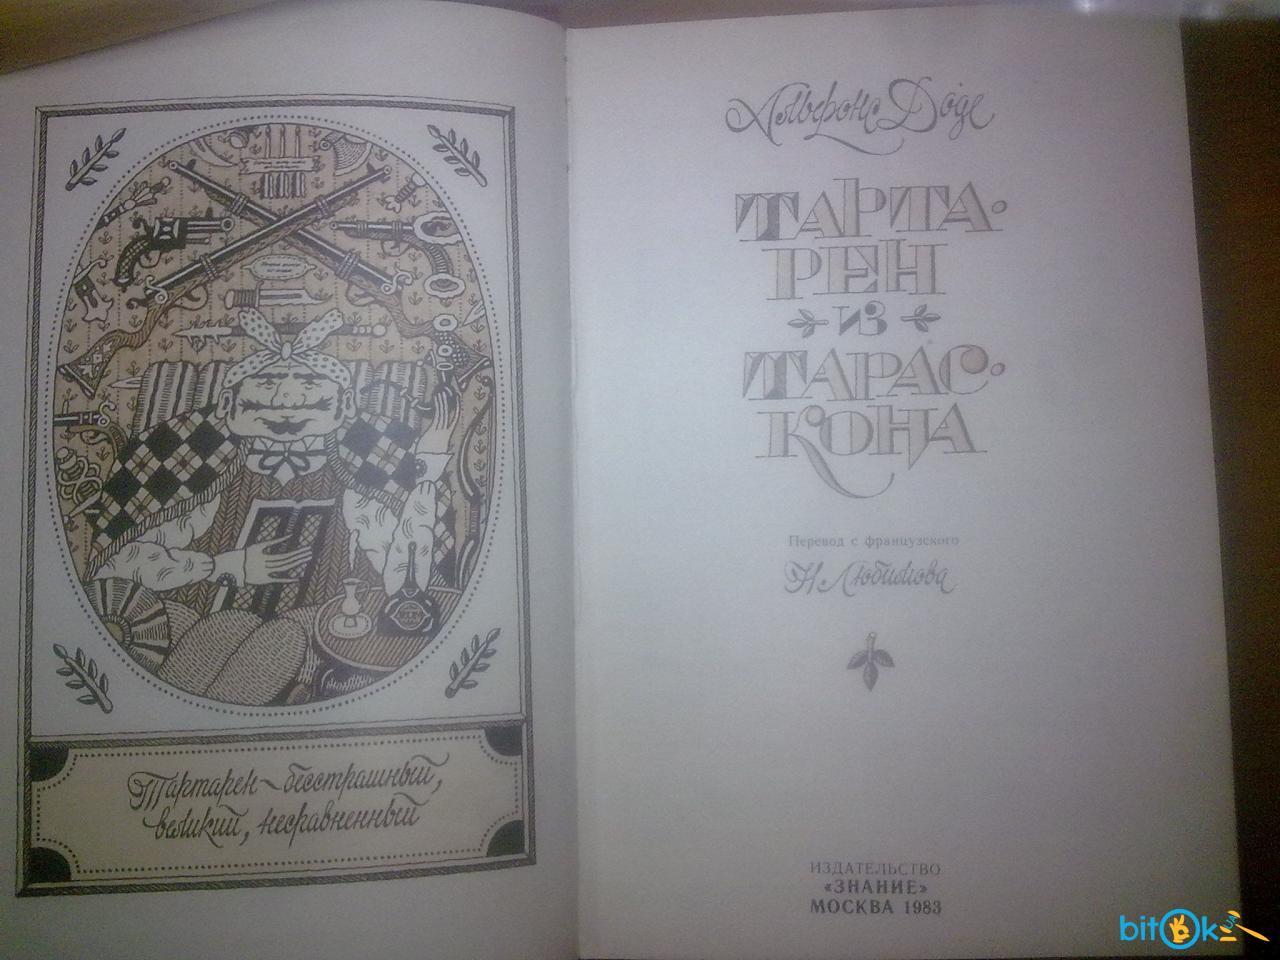 Тартарен - бесстрашный,
великий, несравненный
Альфонс Доде
ТАРТА·
РЕН
ИЗ
ТАРАС·
КОНА
Перевод с французского
Н. Любимова
ИЗДАТЕЛЬСТВО
«ЗНАНИЕ»
МОСКВА 1983
bitok.ua